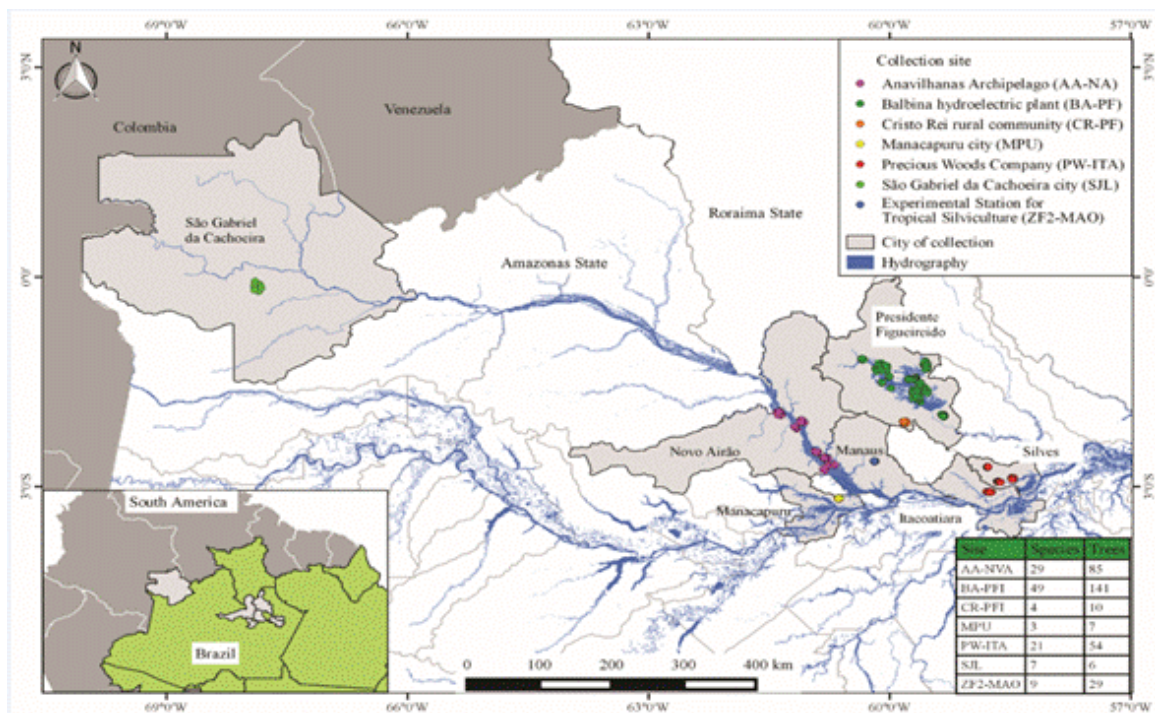 69°0'W 66°0'W 63°0'W 60°0'W 57°0'W
3°0'N
N
Colombia
Venezuela
São Gabriel
da Cachoeira
Amazonas State
Roraima State
0°0'
3°0'S
Presidente
Figueiredo
Novo Airão
Manaus
Silves
Manacapuru
Itacoatiara
Collection site
Anavilhanas Archipelago (AA-NA)
Balbina hydroelectric plant (BA-PF)
Cristo Rei rural community (CR-PF)
Manacapuru city (MPU)
Precious Woods Company (PW-ITA)
São Gabriel da Cachoeira city (SJL)
Experimental Station for
Tropical Silviculture (ZF2-MAO)
City of collection
Hydrography
South America
Brazil
0 100 200 300 400 km
Site Species Trees
AA-NVA 29 85
BA-PFI 49 141
CR-PFI 4 10
MPU 3 7
PW-ITA 21 54
SJL 7 6
ZF2-MAO 9 29
3°0'N
0°0'
3°0'S
69°0'W 66°0'W 63°0'W 60°0'W 57°0'W